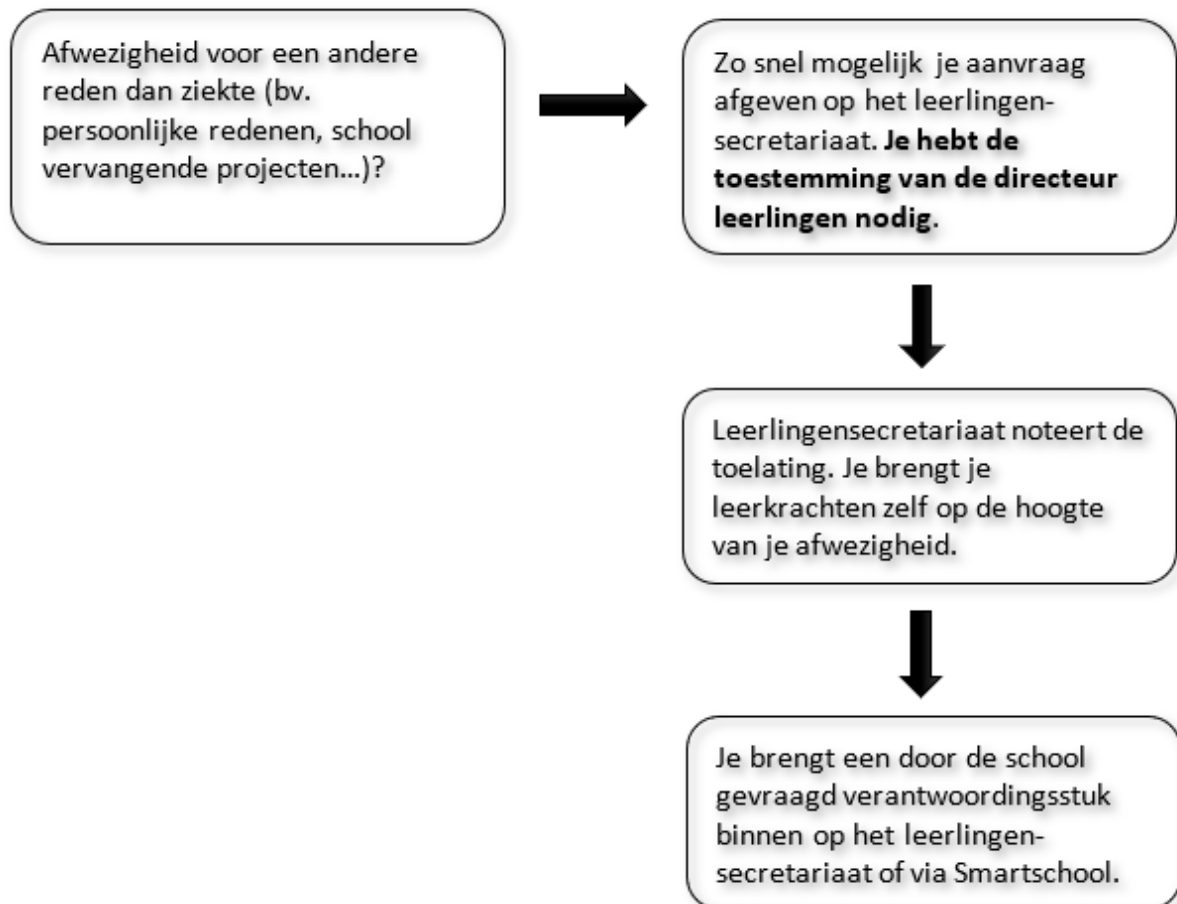 Afwezigheid voor een andere
reden dan ziekte (bv.
persoonlijke redenen, school
vervangende projecten...)?
Zo snel mogelijk je aanvraag
afgeven op het leerlingen-
secretariaat. Je hebt de
toestemming van de directeur
leerlingen nodig.
Leerlingensecretariaat noteert de
toelating. Je brengt je
leerkrachten zelf op de hoogte
van je afwezigheid.
Je brengt een door de school
gevraagd verantwoordingsstuk
binnen op het leerlingen-
secretariaat of via Smartschool.